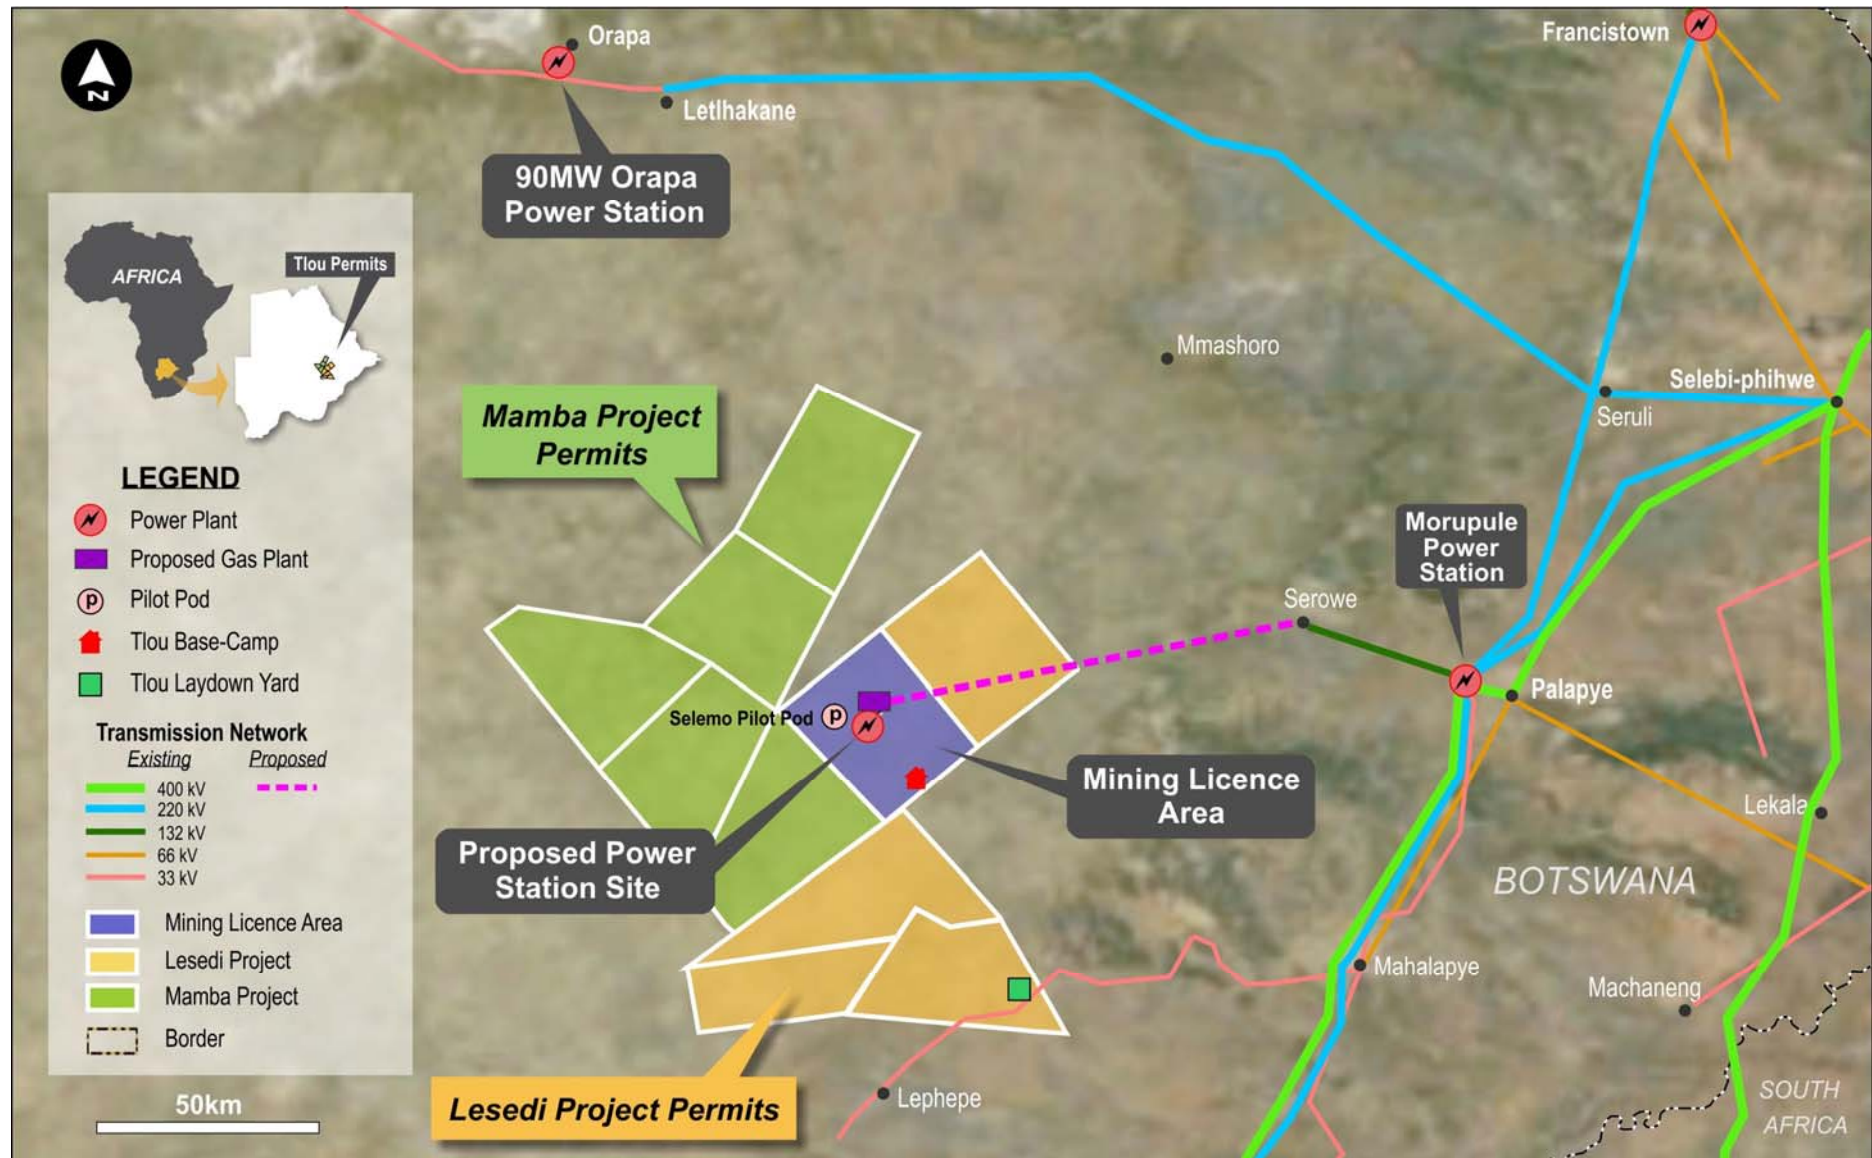 Orapa
Francistown
Letlhakane
90MW Orapa
Power Station
N
AFRICA
Tlou Permits
Mmashoro
Selebi-phihwe
Seruli
Mamba Project
Permits
LEGEND
Power Plant
Proposed Gas Plant
P
Pilot Pod
Tlou Base-Camp
Tlou Laydown Yard
Transmission Network
Existing
Proposed
400 kV
220 kV
132 kV
66 kV
33 kV
Mining Licence Area
Lesedi Project
Mamba Project
Border
50km
Morupule
Power
Station
Serowe
Palapye
Selemo Pilot Pod
P
Mining Licence
Area
Lekala
Proposed Power
Station Site
BOTSWANA
Mahalapye
Machaneng
Lesedi Project Permits
Lephepe
SOUTH
AFRICA